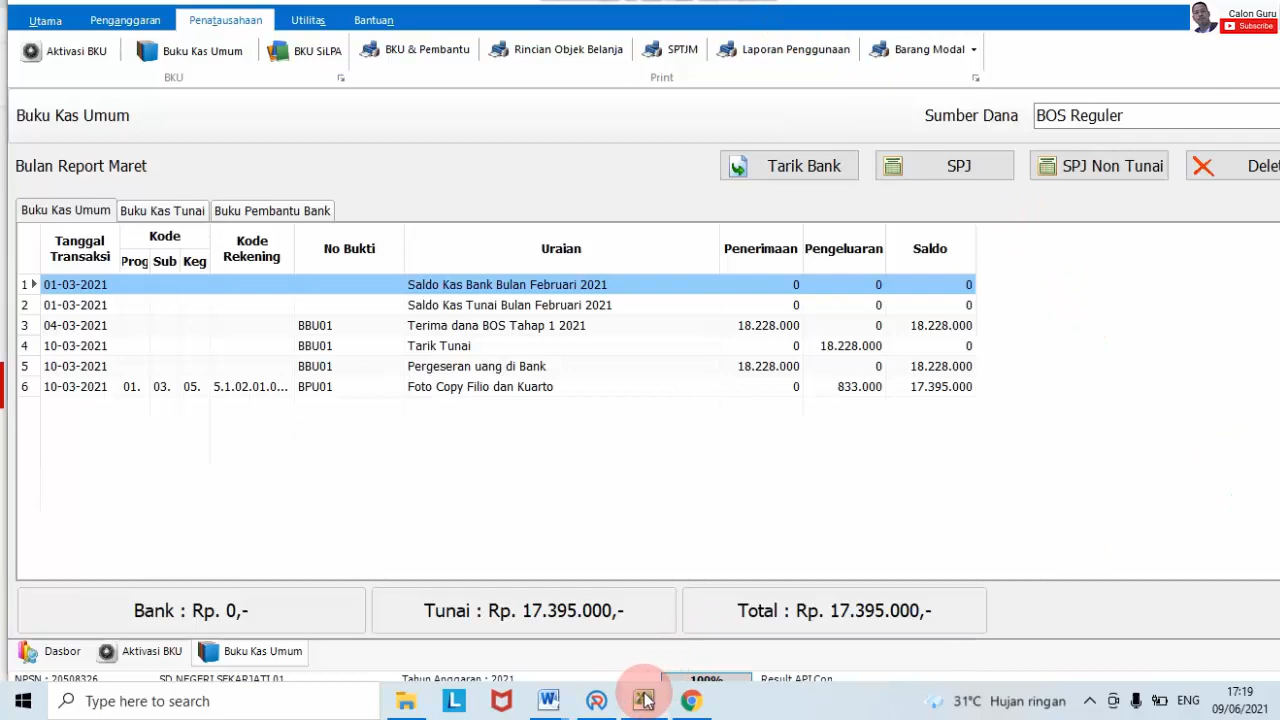 Utama Penganggaran Penatausahaan Utilitas Bantuan
Calon Guru
Subscribe
Aktivasi BKU Buku Kas Umum BKU SiLPA BKU & Pembantu Rincian Objek Belanja SPTJM Laporan Penggunaan Barang Modal
BKU Print
Buku Kas Umum Sumber Dana BOS Reguler
Bulan Report Maret Tarik Bank SPJ SPJ Non Tunai Delet
Buku Kas Umum Buku Kas Tunai Buku Pembantu Bank
Tanggal Transaksi Kode Prog Sub Keg Kode Rekening No Bukti Uraian Penerimaan Pengeluaran Saldo
1 01-03-2021 Saldo Kas Bank Bulan Februari 2021 0 0 0
2 01-03-2021 Saldo Kas Tunai Bulan Februari 2021 0 0 0
3 04-03-2021 BBU01 Terima dana BOS Tahap 1 2021 18.228.000 0 18.228.000
4 10-03-2021 BBU01 Tarik Tunai 0 18.228.000 0
5 10-03-2021 BBU01 Pergeseran uang di Bank 18.228.000 0 18.228.000
6 10-03-2021 01. 03. 05. 5.1.02.01.0... BPU01 Foto Copy Filio dan Kuarto 0 833.000 17.395.000
Bank : Rp. 0,- Tunai : Rp. 17.395.000,- Total : Rp. 17.395.000,-
Dasbor Aktivasi BKU Buku Kas Umum
NPSN : 20508326 SD NEGERI SEKARJATI 01 Tahun Anggaran : 2021 100% Result API Con
Type here to search 31°C Hujan ringan ENG 17:19
09/06/2021